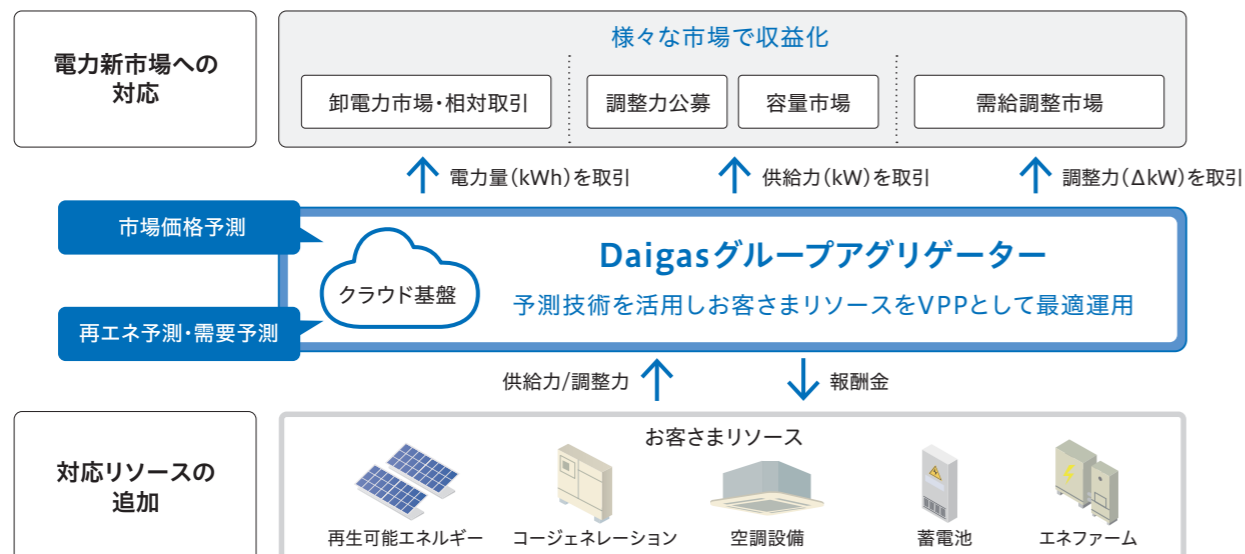 電力新市場への
対応
様々な市場で収益化
卸電力市場・相対取引
調整力公募
容量市場
需給調整市場
電力量(kWh)を取引
供給力(kW)を取引
調整力(ΔkW)を取引
市場価格予測
クラウド基盤
再エネ予測・需要予測
Daigasグループアグリゲーター
予測技術を活用しお客さまリソースをVPPとして最適運用
供給力/調整力
報酬金
対応リソースの
追加
お客さまリソース
再生可能エネルギー
コージェネレーション
空調設備
蓄電池
エネファーム